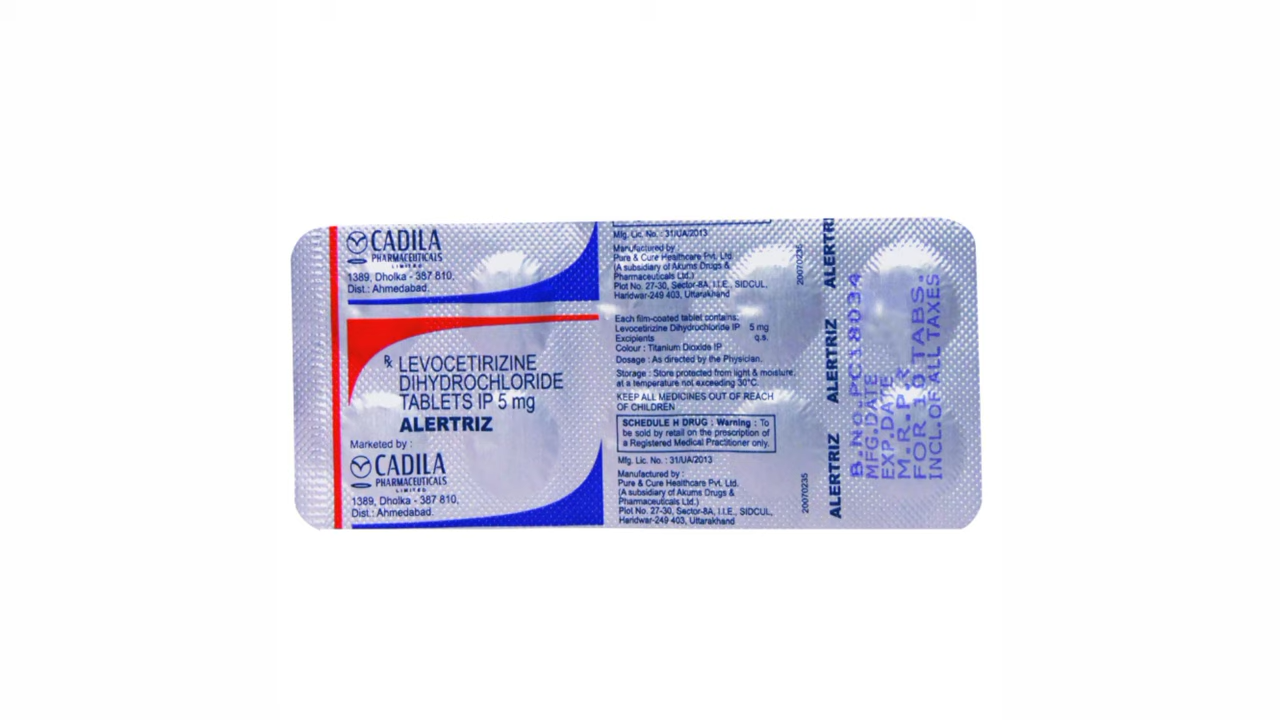 CADILA
PHARMACEUTICALS
LIMITED
1389, Dholka - 387 810,
Dist.: Ahmedabad.
Rx LEVOCETIRIZINE
DIHYDROCHLORIDE
TABLETS IP 5 mg
ALERTRIZ
Marketed by :
CADILA
PHARMACEUTICALS
LIMITED
1389, Dholka - 387 810,
Dist.: Ahmedabad.
Mfg. Lic. No. : 31/UA/2013
Manufactured by :
Pure & Cure Healthcare Pvt. Ltd.
(A subsidiary of Akums Drugs &
Pharmaceuticals Ltd.)
Plot No. 27-30, Sector-8A, I.I.E., SIDCUL,
Haridwar-249 403, Uttarakhand
Each film-coated tablet contains:
Levocetirizine Dihydrochloride IP 5 mg
Excipients q.s.
Colour : Titanium Dioxide IP
Dosage : As directed by the Physician.
Storage : Store protected from light & moisture,
at a temperature not exceeding 30°C.
KEEP ALL MEDICINES OUT OF REACH
OF CHILDREN
SCHEDULE H DRUG : Warning : To
be sold by retail on the prescription of
a Registered Medical Practitioner only.
Mfg. Lic. No. : 31/UA/2013
Manufactured by :
Pure & Cure Healthcare Pvt. Ltd.
(A subsidiary of Akums Drugs &
Pharmaceuticals Ltd.)
Plot No. 27-30, Sector-8A, I.I.E., SIDCUL,
Haridwar-249 403, Uttarakhand
20070235
20070235
ALERTRI
ALERTRIZ
ALERTRIZ
B.No.PC18034
MFG.DATE
EXP.DATE
M.R.P.
FOR 10 TABS.
INCL.OF ALL TAXES